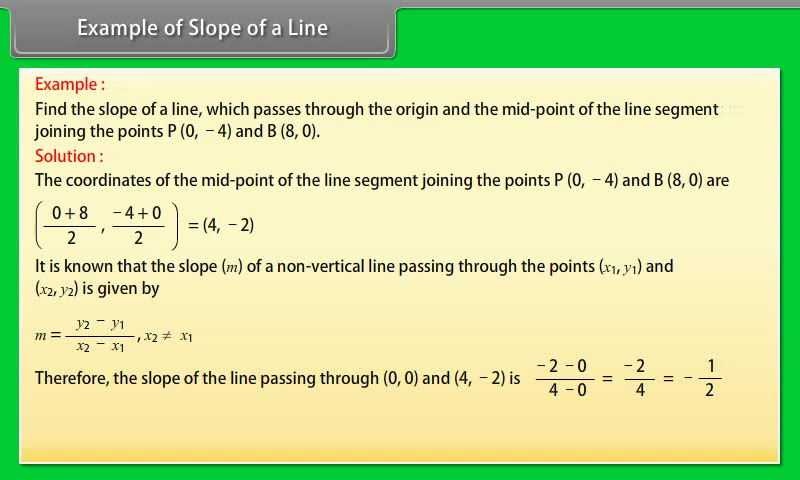 Example of Slope of a Line
Example :
Find the slope of a line, which passes through the origin and the mid-point of the line segment
joining the points P (0, − 4) and B (8, 0).
Solution :
The coordinates of the mid-point of the line segment joining the points P (0, − 4) and B (8, 0) are
( (0 + 8)/2 , (− 4 + 0)/2 ) = (4, − 2)
It is known that the slope (m) of a non-vertical line passing through the points (x1, y1) and
(x2, y2) is given by
m = (y2 − y1)/(x2 − x1) , x2 ≠ x1
Therefore, the slope of the line passing through (0, 0) and (4, − 2) is (− 2 − 0)/(4 − 0) = (− 2)/4 = − 1/2